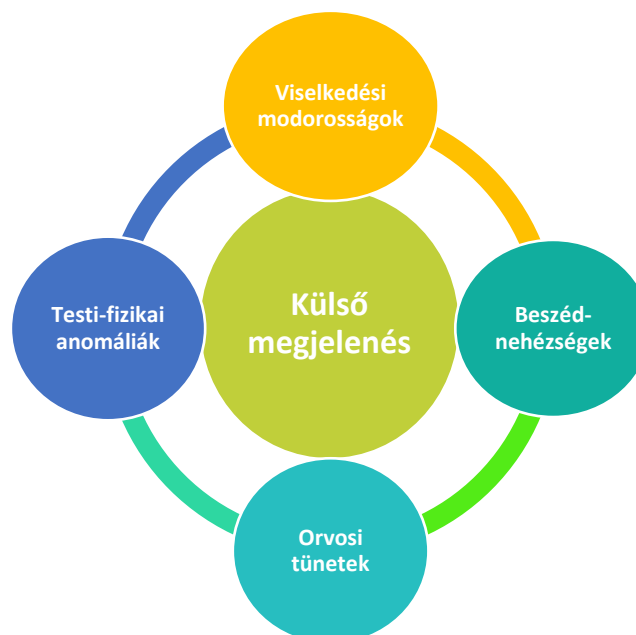 Viselkedési
modorosságok
Testi-fizikai
anomáliák
Külső
megjelenés
Beszéd-
nehézségek
Orvosi
tünetek